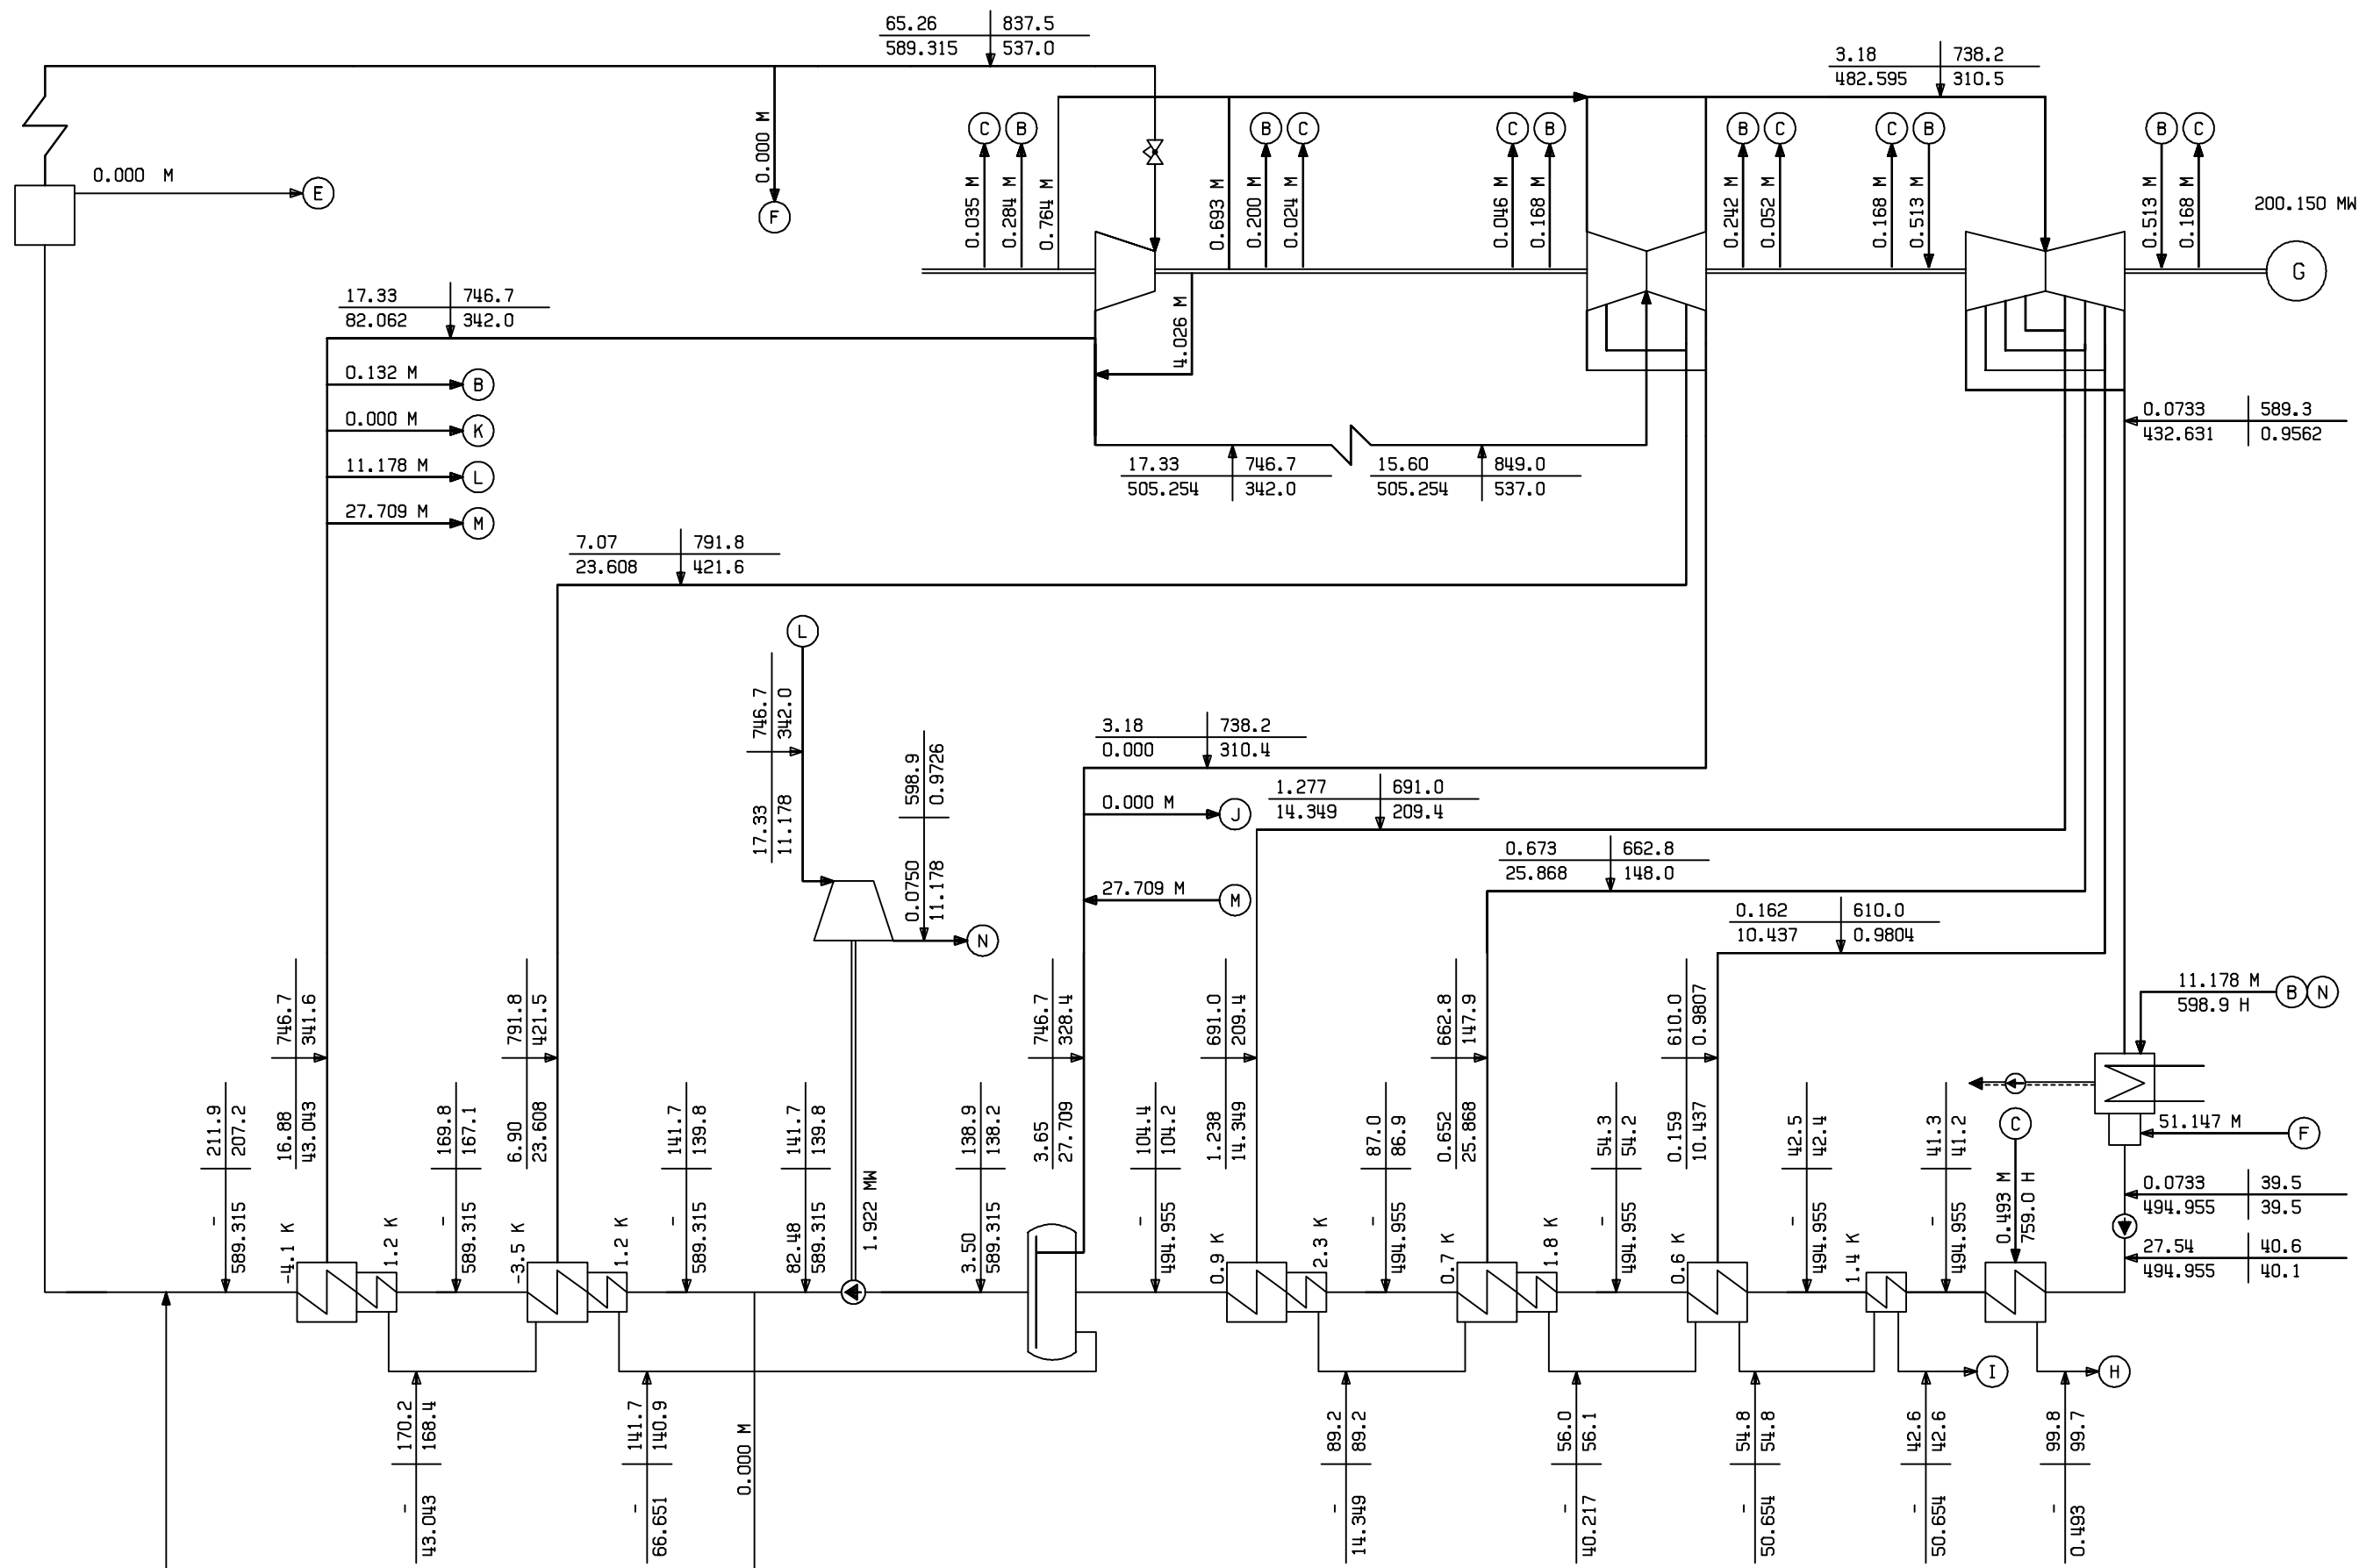 65.26 837.5
589.315 537.0
3.18 738.2
482.595 310.5
0.000 M
E
0.000 M
F
C
B
0.035 M
0.284 M
0.764 M
0.693 M
B
C
0.200 M
0.024 M
C
B
0.046 M
0.168 M
B
C
0.242 M
0.052 M
C
B
0.168 M
0.513 M
B
C
0.513 M
0.168 M
200.150 MW
G
17.33 746.7
82.062 342.0
4.026 M
0.132 M
B
0.000 M
K
11.178 M
L
27.709 M
M
0.0733 589.3
432.631 0.9562
17.33 746.7
505.254 342.0
15.60 849.0
505.254 537.0
7.07 791.8
23.608 421.6
L
17.33 746.7
11.178 342.0
0.0750 598.9
11.178 0.9726
N
3.18 738.2
0.000 310.4
0.000 M
J
27.709 M
M
1.277 691.0
14.349 209.4
0.673 662.8
25.868 148.0
0.162 610.0
10.437 0.9804
11.178 M
598.9 H
B
N
16.88 746.7
43.043 341.6
6.90 791.8
23.608 421.5
3.65 746.7
27.709 328.4
1.238 691.0
14.349 209.4
0.652 662.8
25.868 147.9
0.159 610.0
10.437 0.9807
- 211.9
589.315 207.2
-4.1 K
1.2 K
- 169.8
589.315 167.1
-3.5 K
1.2 K
- 141.7
589.315 139.8
82.48 141.7
589.315 139.8
1.922 MW
3.50 138.9
589.315 138.2
- 104.4
494.955 104.2
0.9 K
2.3 K
- 87.0
494.955 86.9
0.7 K
1.8 K
- 54.3
494.955 54.2
0.6 K
- 42.5
494.955 42.4
1.4 K
- 41.3
494.955 41.2
C
0.493 M
759.0 H
51.147 M
F
0.0733 39.5
494.955 39.5
27.54 40.6
494.955 40.1
I
H
- 170.2
43.043 168.4
- 141.7
66.651 140.9
0.000 M
- 89.2
14.349 89.2
- 56.0
40.217 56.1
- 54.8
50.654 54.8
- 42.6
50.654 42.6
- 99.8
0.493 99.7